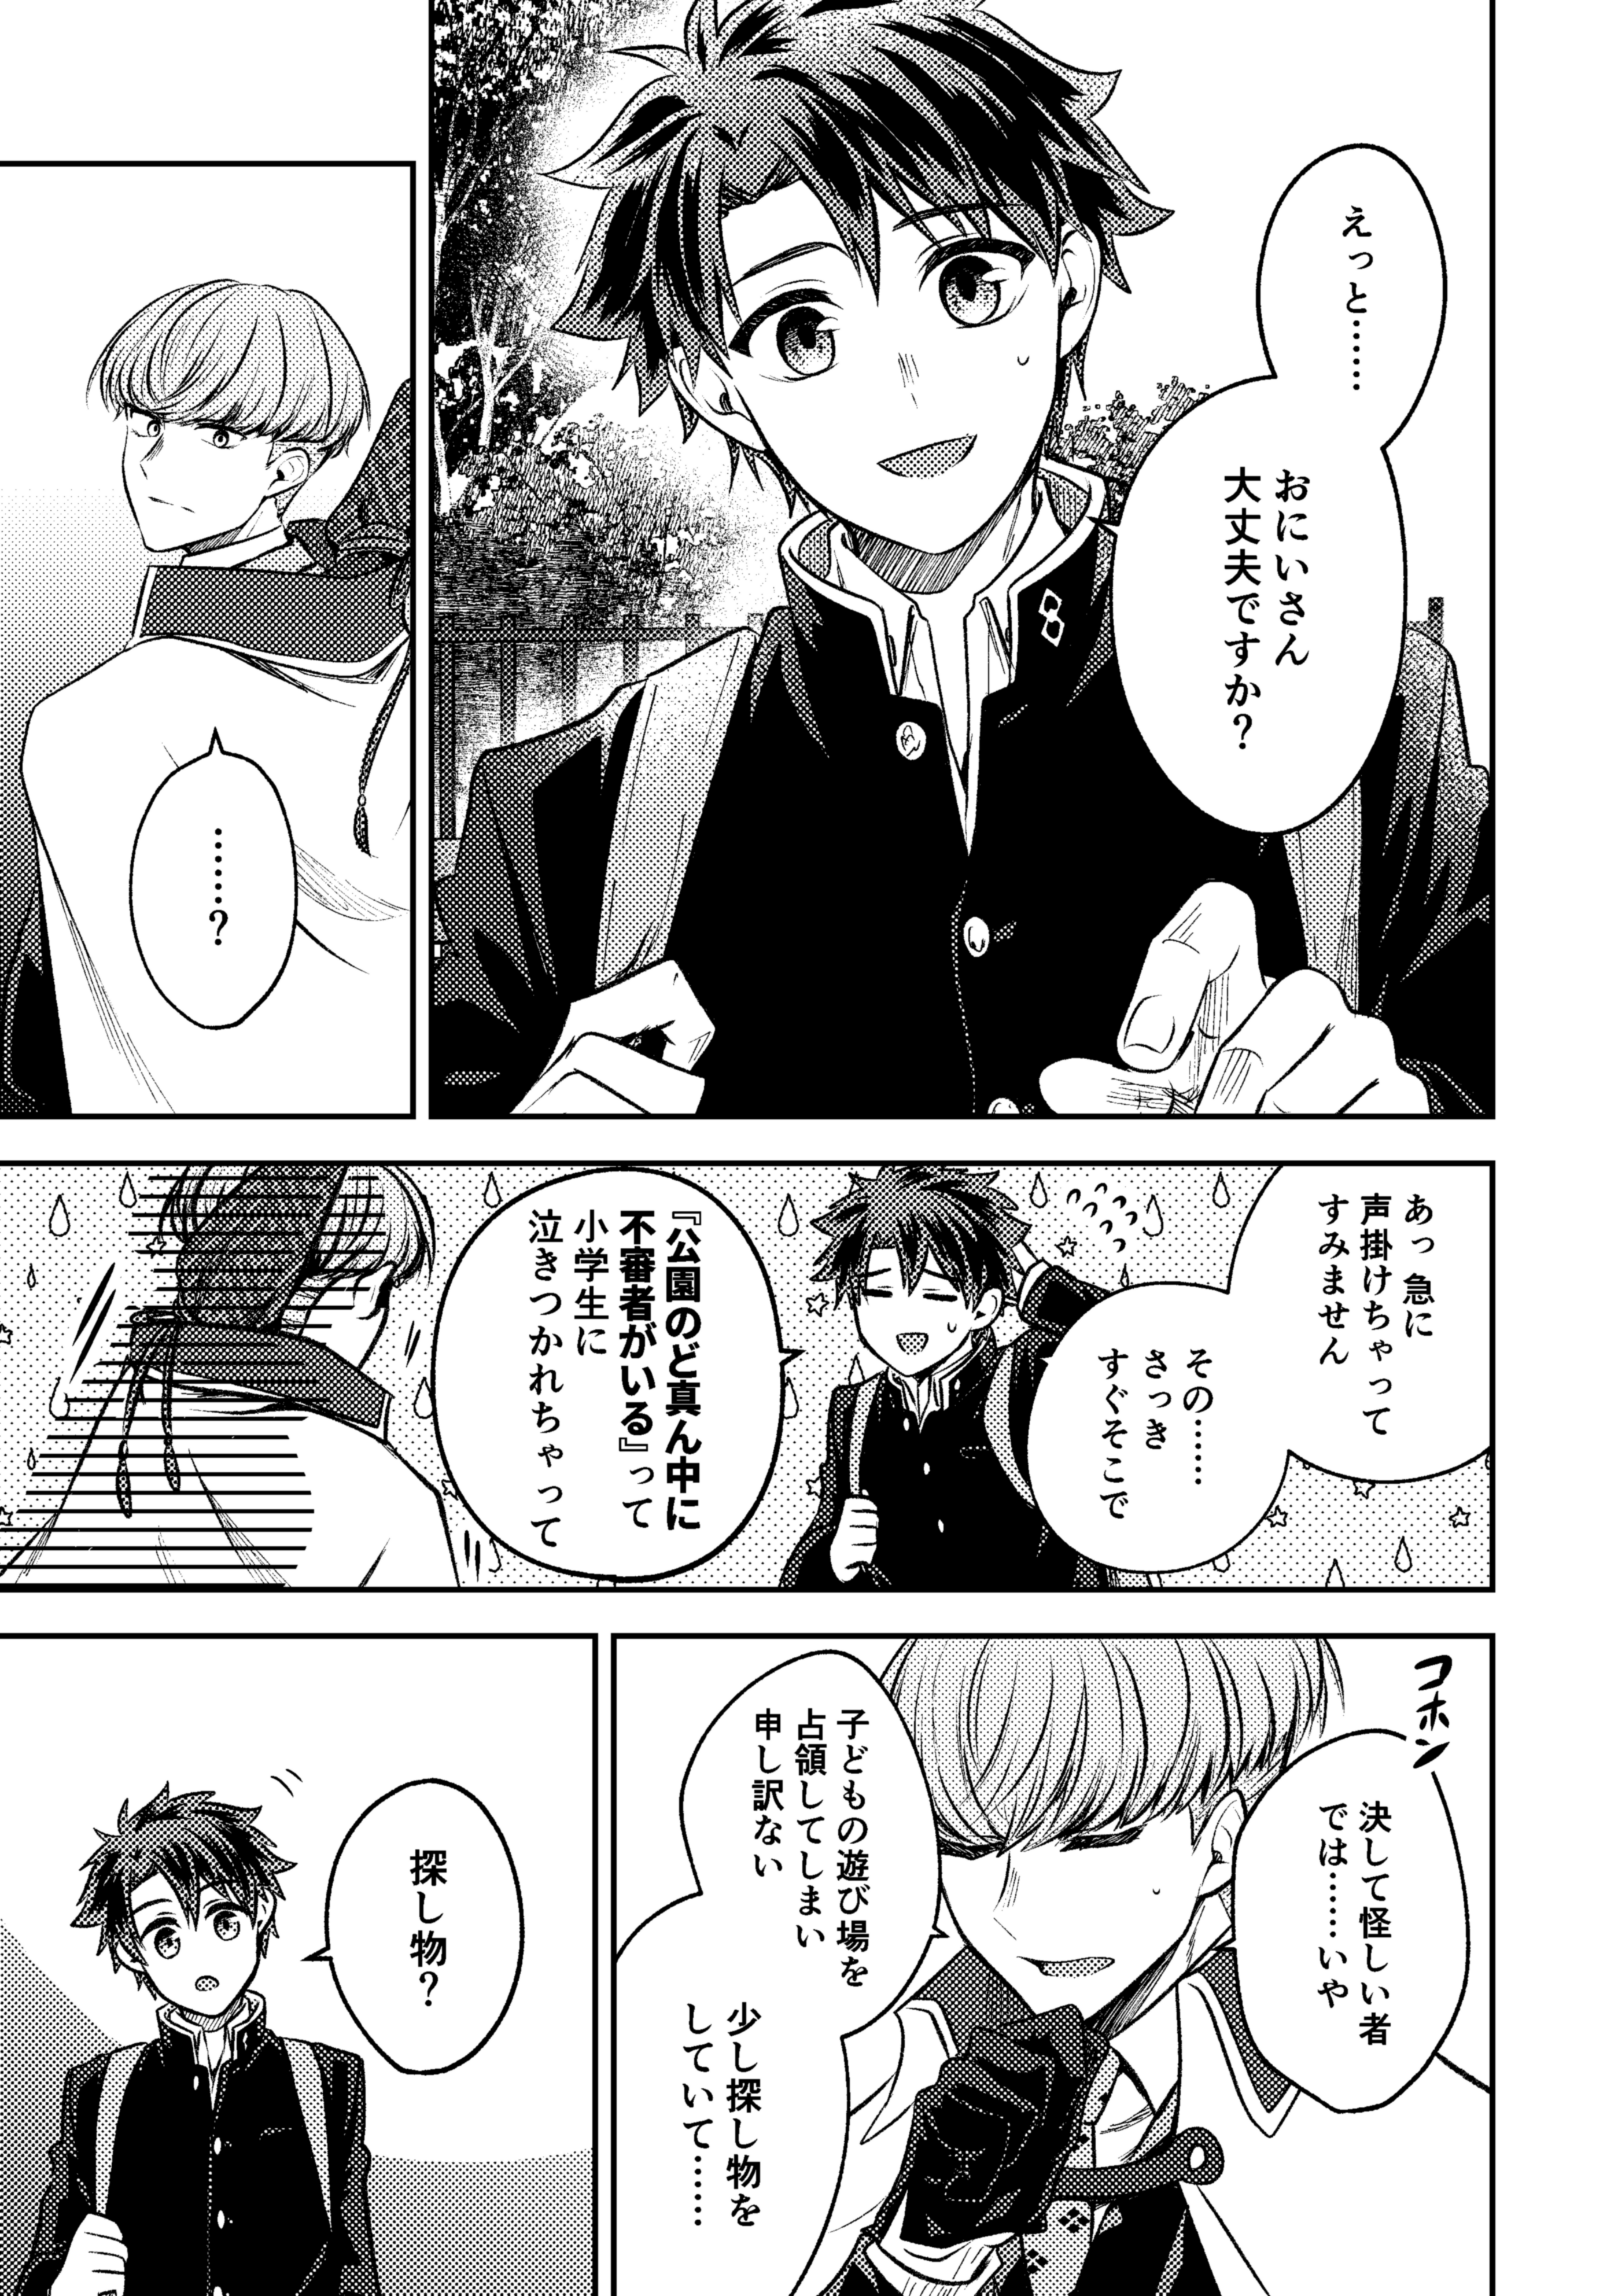 えっと……
おにいさん
大丈夫ですか?
……?
あっ 急に
声掛けちゃって
すみません
その……
さっき
すぐそこで
『公園のど真ん中に
不審者がいる』って
小学生に
泣きつかれちゃって
コホン
決して怪しい者
では……いや
子どもの遊び場を
占領してしまい
申し訳ない
少し探し物を
していて……
探し物?